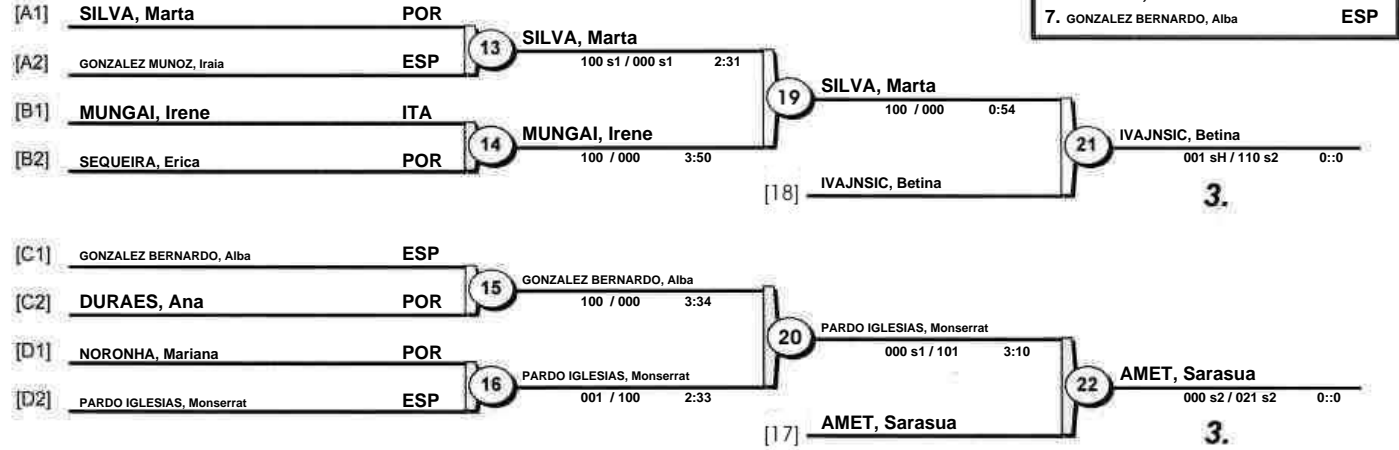 7. GONZALEZ BERNARDO, Alba ESP
[A1] SILVA, Marta POR
[A2] GONZALEZ MUNOZ, Iraia ESP
13 SILVA, Marta
100 s1 / 000 s1 2:31
[B1] MUNGAI, Irene ITA
[B2] SEQUEIRA, Erica POR
14 MUNGAI, Irene
100 / 000 3:50
19 SILVA, Marta
100 / 000 0:54
[18] IVAJNSIC, Betina
21 IVAJNSIC, Betina
001 sH / 110 s2 0::0
3.
[C1] GONZALEZ BERNARDO, Alba ESP
[C2] DURAES, Ana POR
15 GONZALEZ BERNARDO, Alba
100 / 000 3:34
[D1] NORONHA, Mariana POR
[D2] PARDO IGLESIAS, Monserrat ESP
16 PARDO IGLESIAS, Monserrat
001 / 100 2:33
20 PARDO IGLESIAS, Monserrat
000 s1 / 101 3:10
[17] AMET, Sarasua
22 AMET, Sarasua
000 s2 / 021 s2 0::0
3.